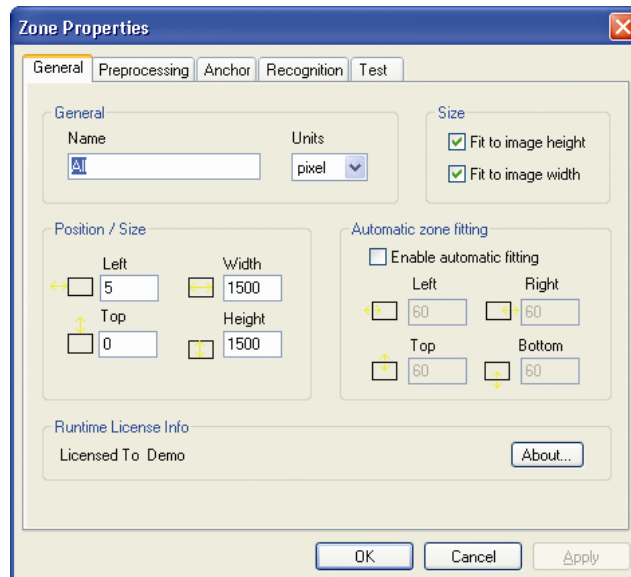 Zone Properties
General Preprocessing Anchor Recognition Test
General
Name Units
All pixel
Size
Fit to image height
Fit to image width
Position / Size
Left Width
5 1500
Top Height
0 1500
Automatic zone fitting
Enable automatic fitting
Left Right
60 60
Top Bottom
60 60
Runtime License Info
Licensed To Demo About...
OK Cancel Apply